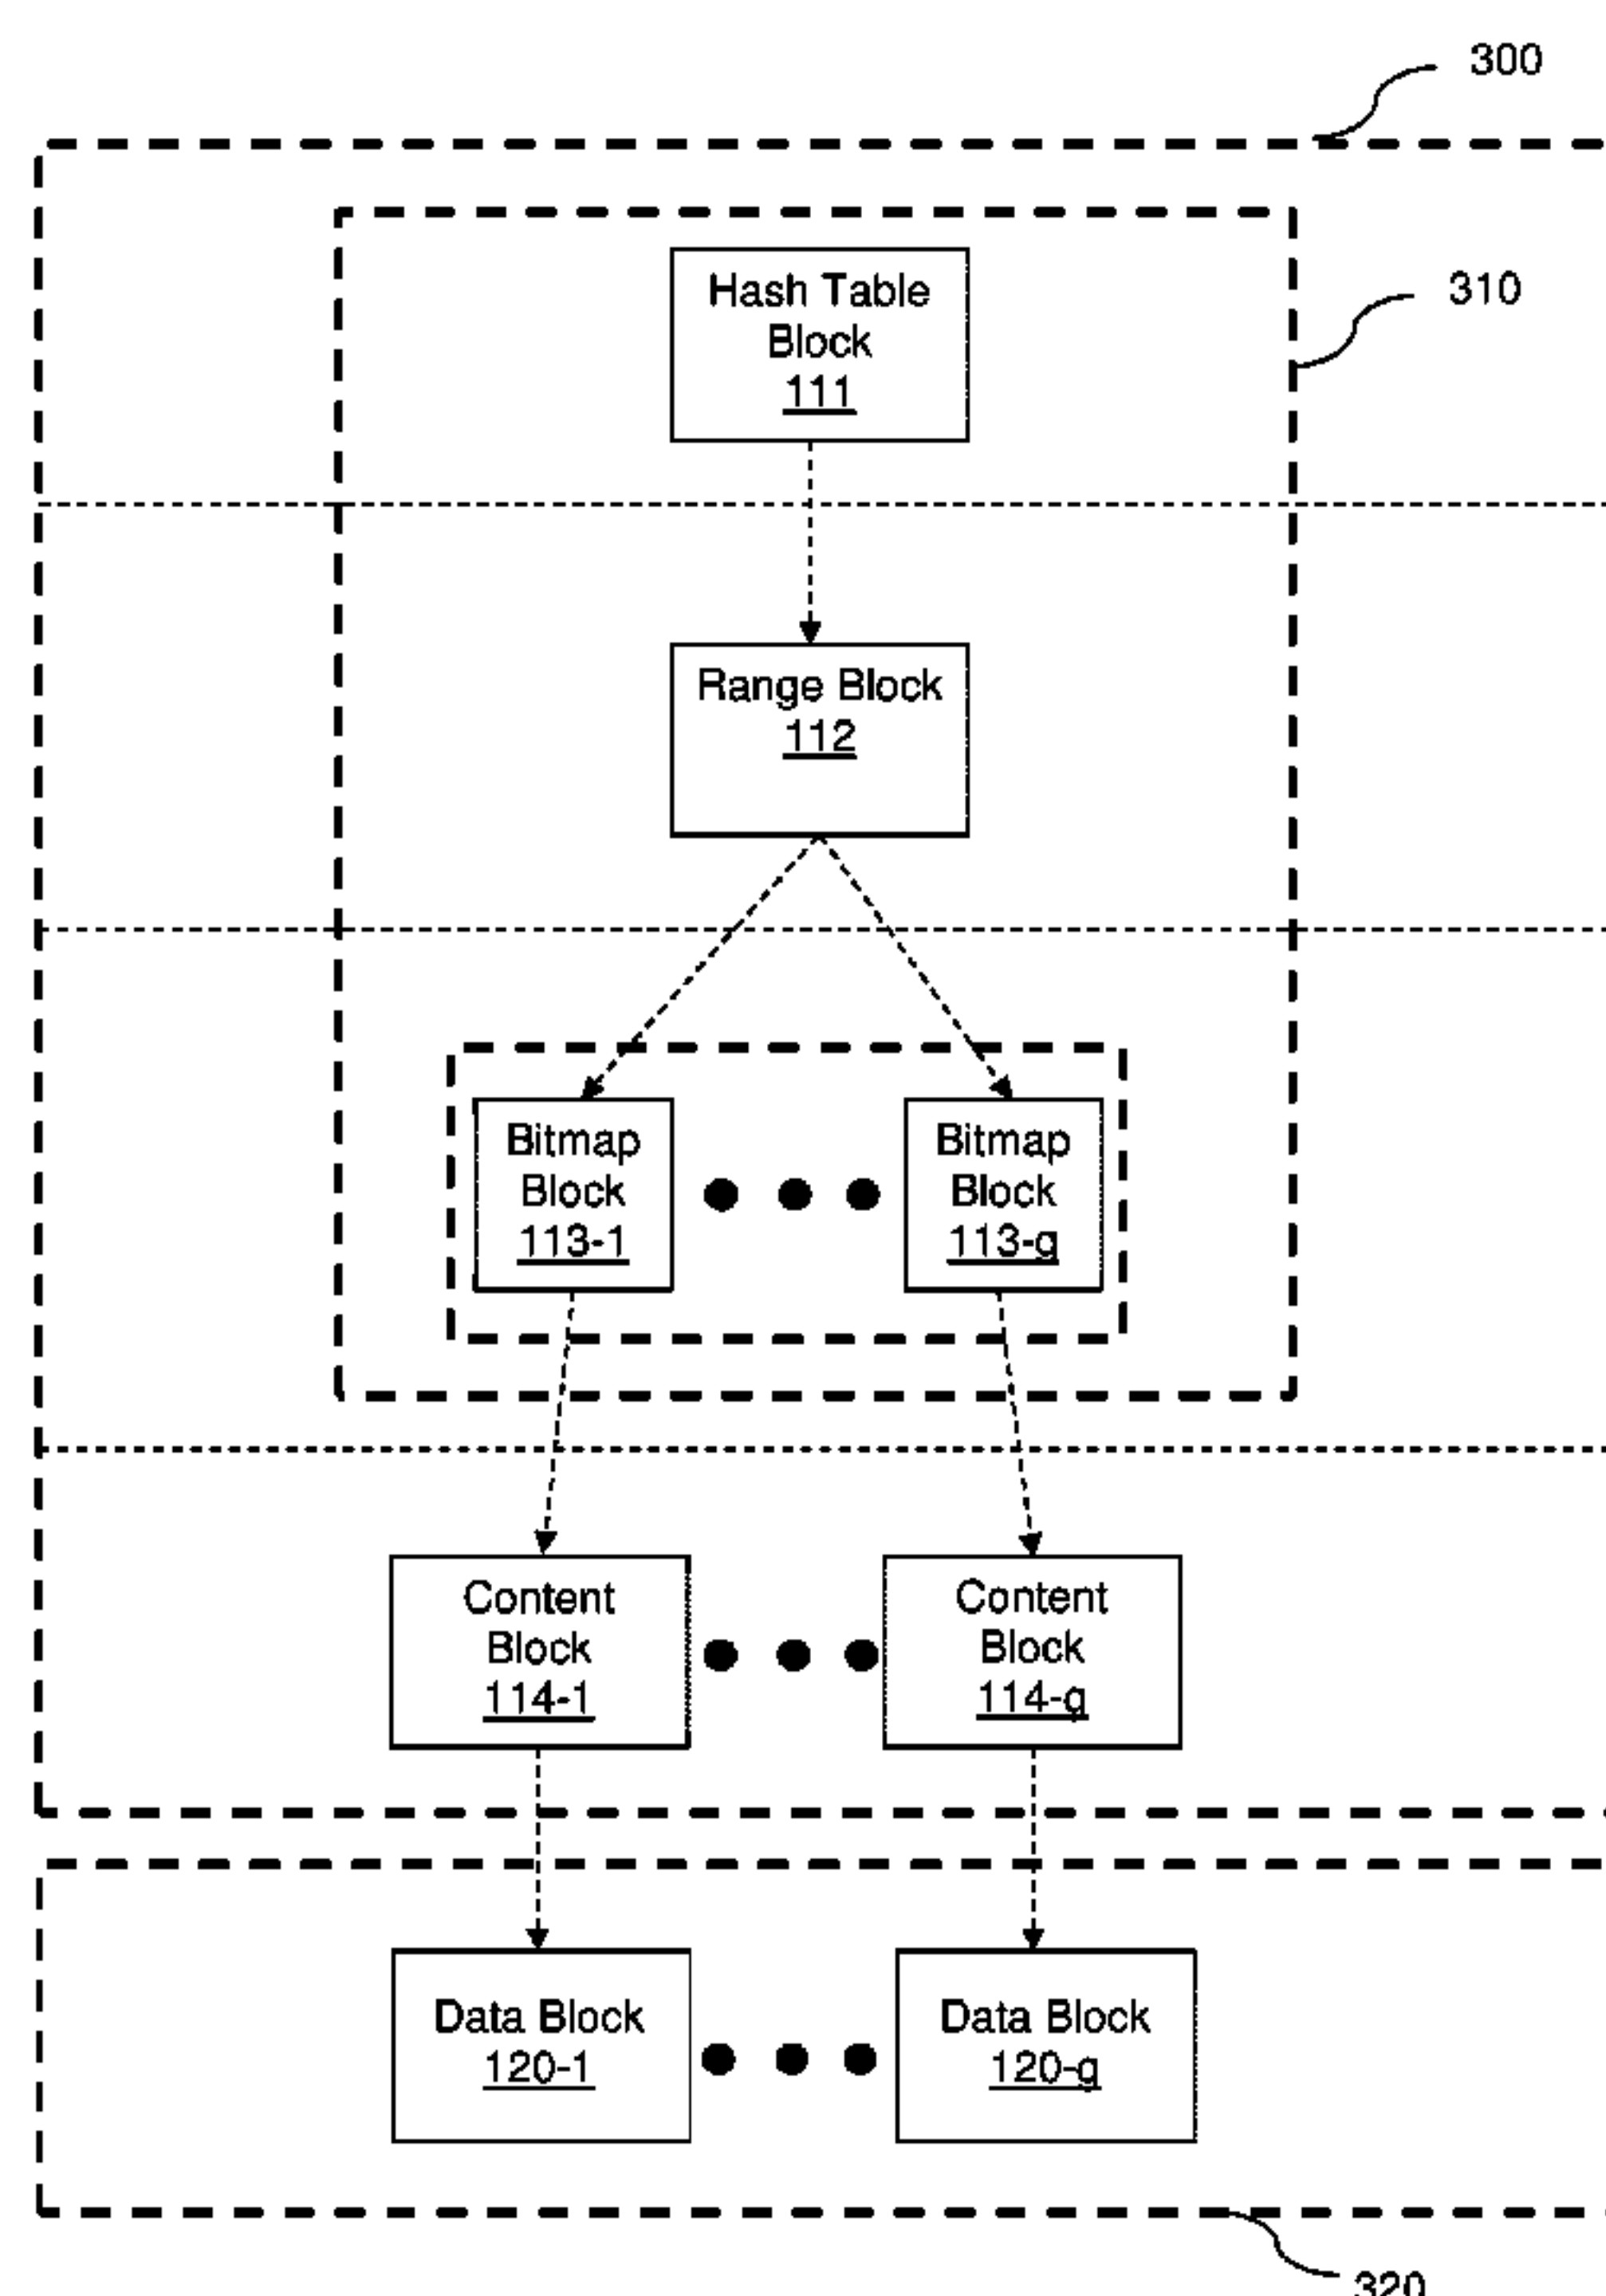 300
310
Hash Table
Block
111
Range Block
112
Bitmap
Block
113-1
Bitmap
Block
113-g
Content
Block
114-1
Content
Block
114-g
Data Block
120-1
Data Block
120-g
320